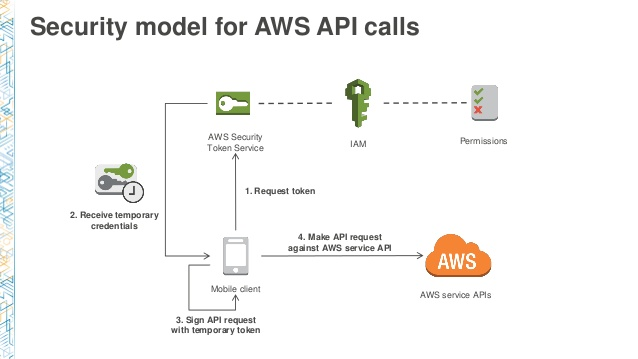 Security model for AWS API calls
AWS Security
Token Service
IAM
Permissions
1. Request token
2. Receive temporary
credentials
4. Make API request
against AWS service API
AWS
Mobile client
AWS service APIs
3. Sign API request
with temporary token